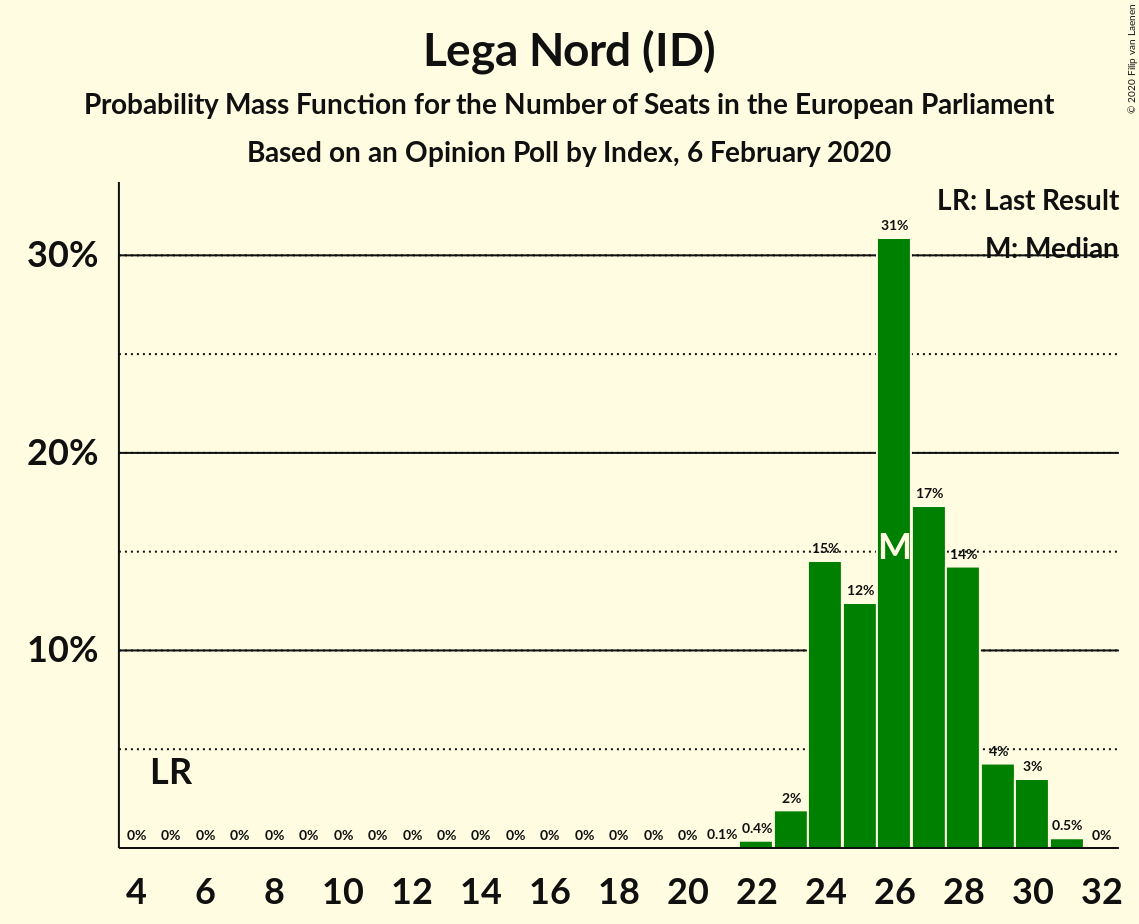 Lega Nord (ID)
Probability Mass Function for the Number of Seats in the European Parliament
Based on an Opinion Poll by Index, 6 February 2020
© 2020 Filip van Laenen
LR: Last Result
M: Median
30%
20%
10%
31%
17%
15%
14%
12%
M
LR
4%
3%
2%
0% 0% 0% 0% 0% 0% 0% 0% 0% 0% 0% 0% 0% 0% 0% 0% 0% 0.1% 0.4% 0.5% 0%
4 6 8 10 12 14 16 18 20 22 24 26 28 30 32